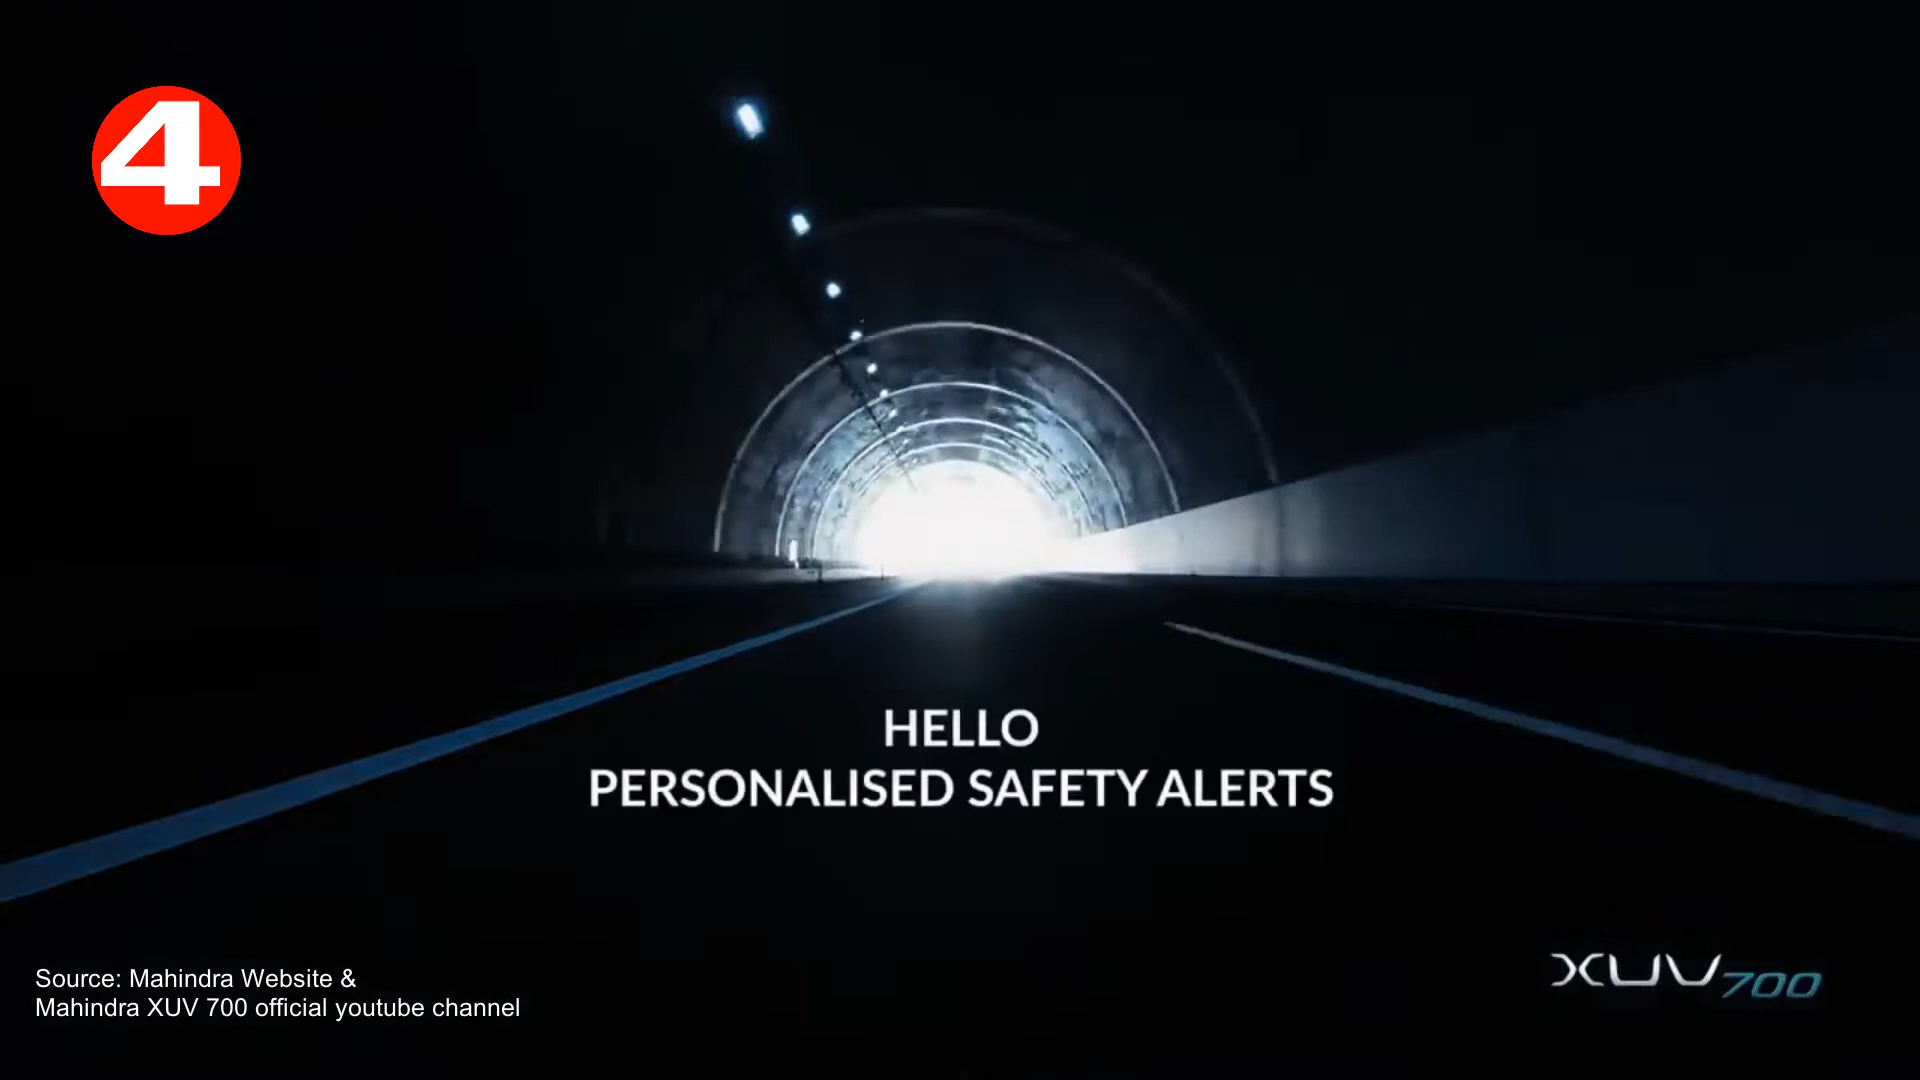 4
HELLO
PERSONALISED SAFETY ALERTS
XUV700
Source: Mahindra Website &
Mahindra XUV 700 official youtube channel